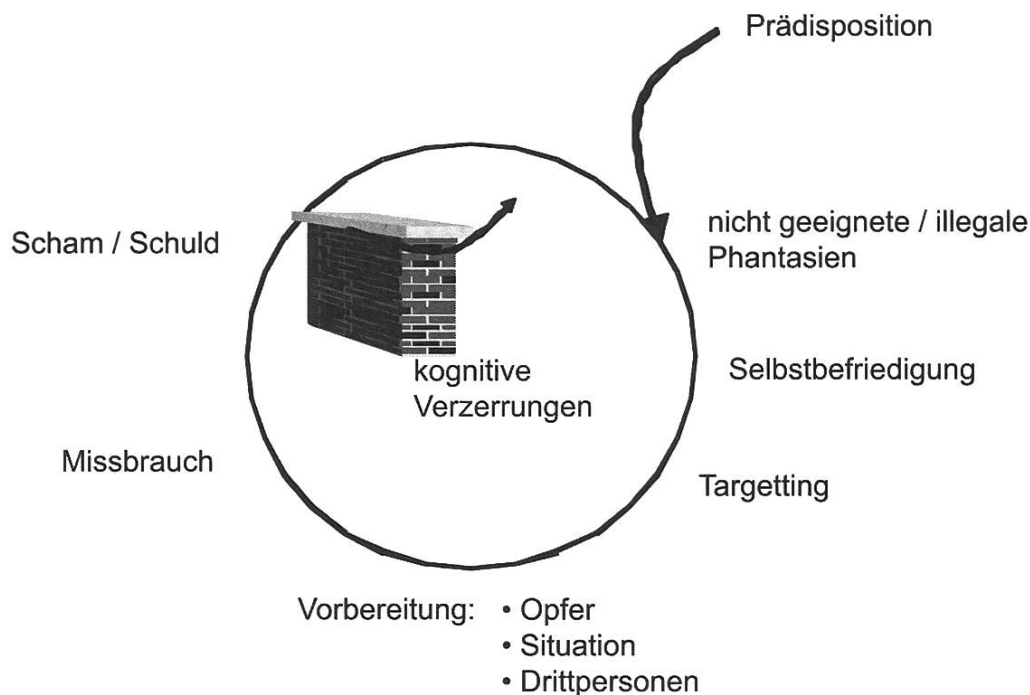 Prädisposition
nicht geeignete / illegale
Phantasien
Scham / Schuld
Selbstbefriedigung
kognitive
Verzerrungen
Missbrauch
Targetting
Vorbereitung: • Opfer
• Situation
• Drittpersonen